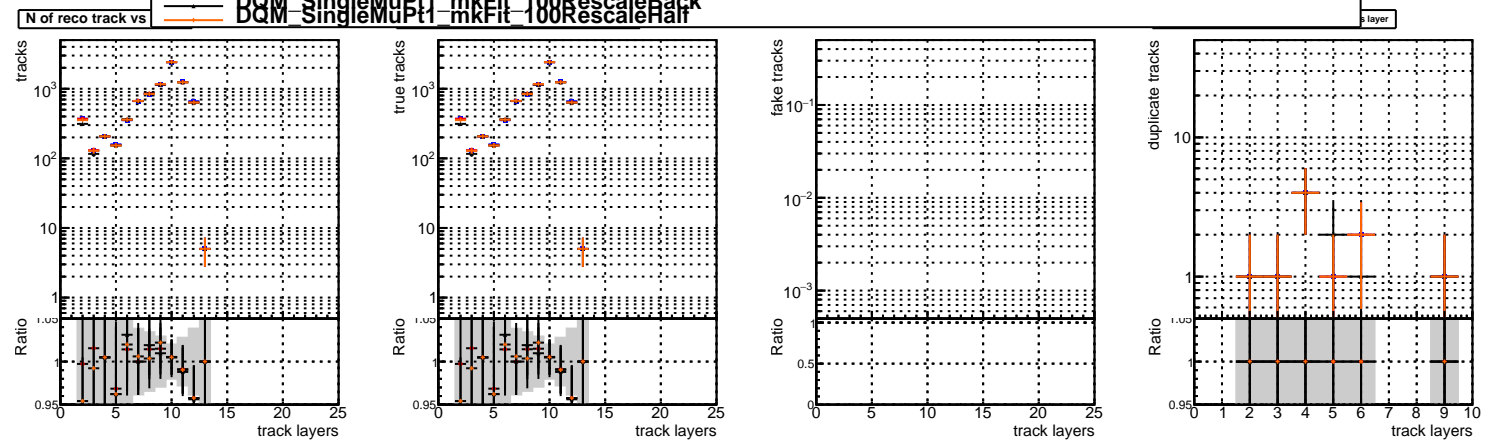 DQM_SingleMuPt1_mkFit_100RescaleBack
DQM_SingleMuPt1_mkFit_100RescaleHalf
N of reco track vs
s layer
tracks
10³
10²
10
1
Ratio
1.05
1
0.95
0 5 10 15 20 25
track layers
true tracks
10³
10²
10
1
Ratio
1.05
1
0.95
0 5 10 15 20 25
track layers
fake tracks
10⁻¹
10⁻²
10⁻³
Ratio
1
0.5
0
0 5 10 15 20 25
track layers
duplicate tracks
10
1
Ratio
1.05
1
0.95
0 1 2 3 4 5 6 7 8 9 10
track layers